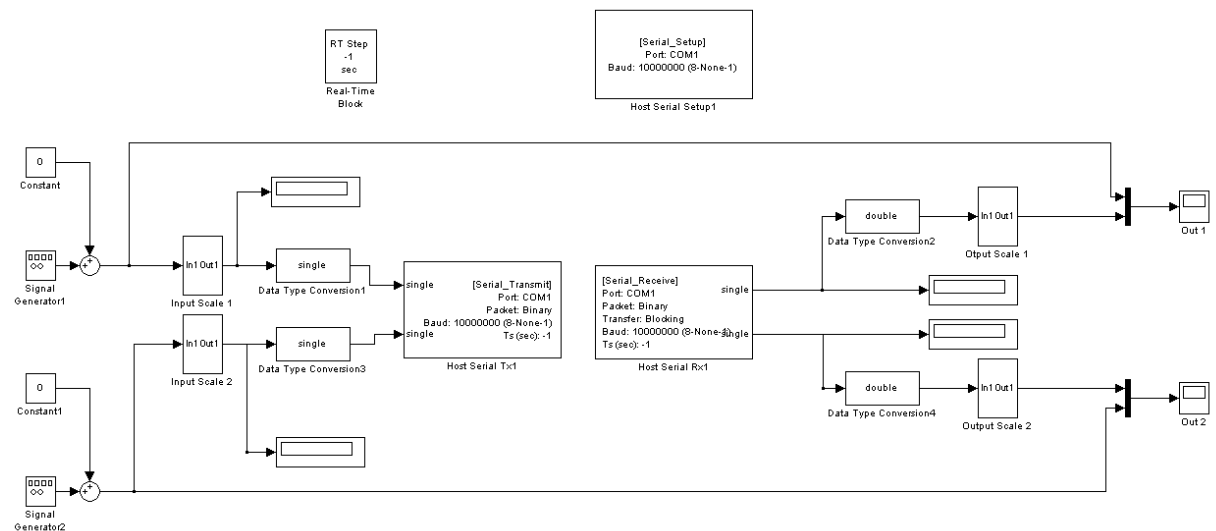 RT Step
-1
sec
Real-Time
Block
[Serial_Setup]
Port: COM1
Baud: 10000000 (8-None-1)
Host Serial Setup1
0
Constant
Signal
Generator1
In1 Out1
Input Scale 1
single
Data Type Conversion1
single
single
[Serial_Transmit]
Port: COM1
Packet: Binary
Baud: 10000000 (8-None-1)
Ts (sec): -1
Host Serial Tx1
[Serial_Receive]
Port: COM1
Packet: Binary
Transfer: Blocking
Baud: 10000000 (8-None-1)
Ts (sec): -1
single
single
Host Serial Rx1
double
Data Type Conversion2
In1 Out1
Otput Scale 1
Out 1
In1 Out1
Input Scale 2
single
Data Type Conversion3
0
Constant1
Signal
Generator2
double
Data Type Conversion4
In1 Out1
Output Scale 2
Out 2